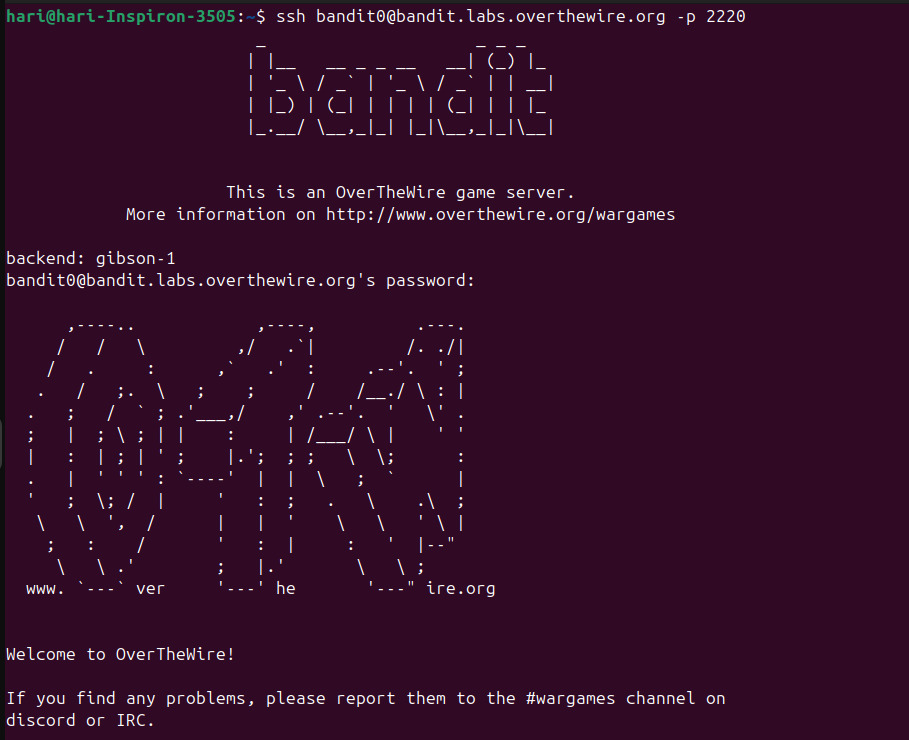 hari@hari-Inspiron-3505:~$ ssh bandit0@bandit.labs.overthewire.org -p 2220
bandit
This is an OverTheWire game server.
More information on http://www.overthewire.org/wargames
backend: gibson-1
bandit0@bandit.labs.overthewire.org's password:
www. ver he ire.org
Welcome to OverTheWire!
If you find any problems, please report them to the #wargames channel on
discord or IRC.